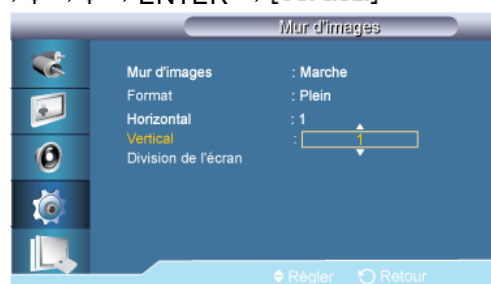 Mur d'images
Mur d'images : Marche
Format : Plein
Horizontal : 1
Vertical : 1
Division de l'écran
Régler Retour